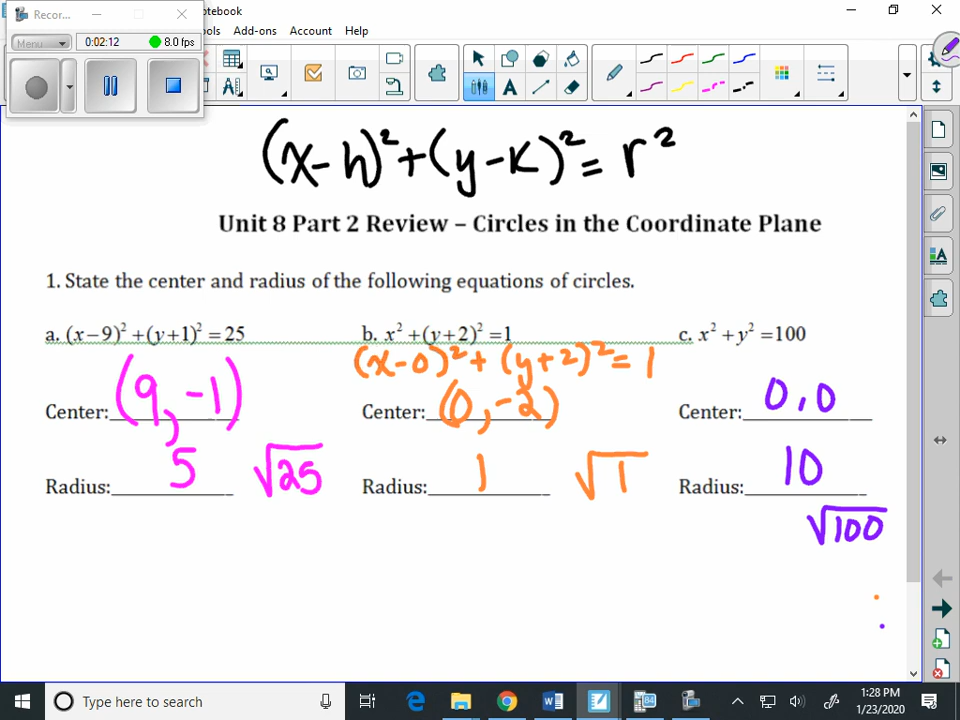 Recor...
Menu
00:02:12
8.0 fps
otebook
ols Add-ons Account Help
(x-h)²+(y-k)²=r²
Unit 8 Part 2 Review – Circles in the Coordinate Plane
1. State the center and radius of the following equations of circles.
a. (x−9)² +(y+1)² =25 b. x² +(y+2)² =1 c. x² + y² =100
(x-0)²+(y+2)²=1
Center: (9,-1) Center: (0,-2) Center: 0,0
Radius: 5 √25 Radius: 1 √1 Radius: 10
√100
Type here to search
1:28 PM
1/23/2020